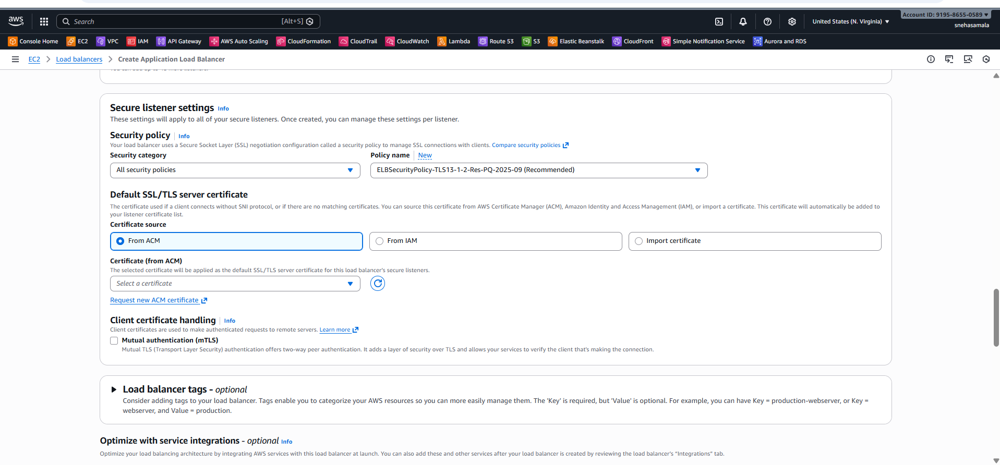 aws
Search
[Alt+S]
United States (N. Virginia)
Account ID: 9195-8655-0589
snehasamala
Console Home
EC2
VPC
IAM
API Gateway
AWS Auto Scaling
CloudFormation
CloudTrail
CloudWatch
Lambda
Route 53
S3
Elastic Beanstalk
CloudFront
Simple Notification Service
Aurora and RDS
EC2
Load balancers
Create Application Load Balancer
Secure listener settings Info
These settings will apply to all of your secure listeners. Once created, you can manage these settings per listener.
Security policy Info
Your load balancer uses a Secure Socket Layer (SSL) negotiation configuration called a security policy to manage SSL connections with clients. Compare security policies
Security category
Policy name New
All security policies
ELBSecurityPolicy-TLS13-1-2-Res-PQ-2025-09 (Recommended)
Default SSL/TLS server certificate
The certificate used if a client connects without SNI protocol, or if there are no matching certificates. You can source this certificate from AWS Certificate Manager (ACM), Amazon Identity and Access Management (IAM), or import a certificate. This certificate will automatically be added to
your listener certificate list.
Certificate source
From ACM
From IAM
Import certificate
Certificate (from ACM)
The selected certificate will be applied as the default SSL/TLS server certificate for this load balancer's secure listeners.
Select a certificate
Request new ACM certificate
Client certificate handling Info
Client certificates are used to make authenticated requests to remote servers. Learn more
Mutual authentication (mTLS)
Mutual TLS (Transport Layer Security) authentication offers two-way peer authentication. It adds a layer of security over TLS and allows your services to verify the client that's making the connection.
Load balancer tags - optional
Consider adding tags to your load balancer. Tags enable you to categorize your AWS resources so you can more easily manage them. The 'Key' is required, but 'Value' is optional. For example, you can have Key = production-webserver, or Key =
webserver, and Value = production.
Optimize with service integrations - optional Info
Optimize your load balancing architecture by integrating AWS services with this load balancer at launch. You can also add these and other services after your load balancer is created by reviewing the load balancer's "Integrations" tab.